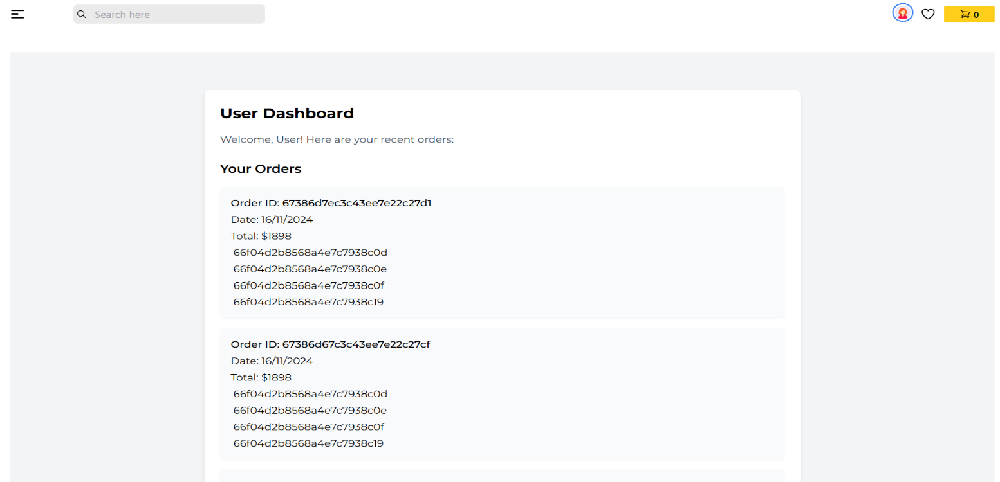 Search here
0
User Dashboard
Welcome, User! Here are your recent orders:
Your Orders
Order ID: 67386d7ec3c43ee7e22c27d1
Date: 16/11/2024
Total: $1898
66f04d2b8568a4e7c7938c0d
66f04d2b8568a4e7c7938c0e
66f04d2b8568a4e7c7938c0f
66f04d2b8568a4e7c7938c19
Order ID: 67386d67c3c43ee7e22c27cf
Date: 16/11/2024
Total: $1898
66f04d2b8568a4e7c7938c0d
66f04d2b8568a4e7c7938c0e
66f04d2b8568a4e7c7938c0f
66f04d2b8568a4e7c7938c19